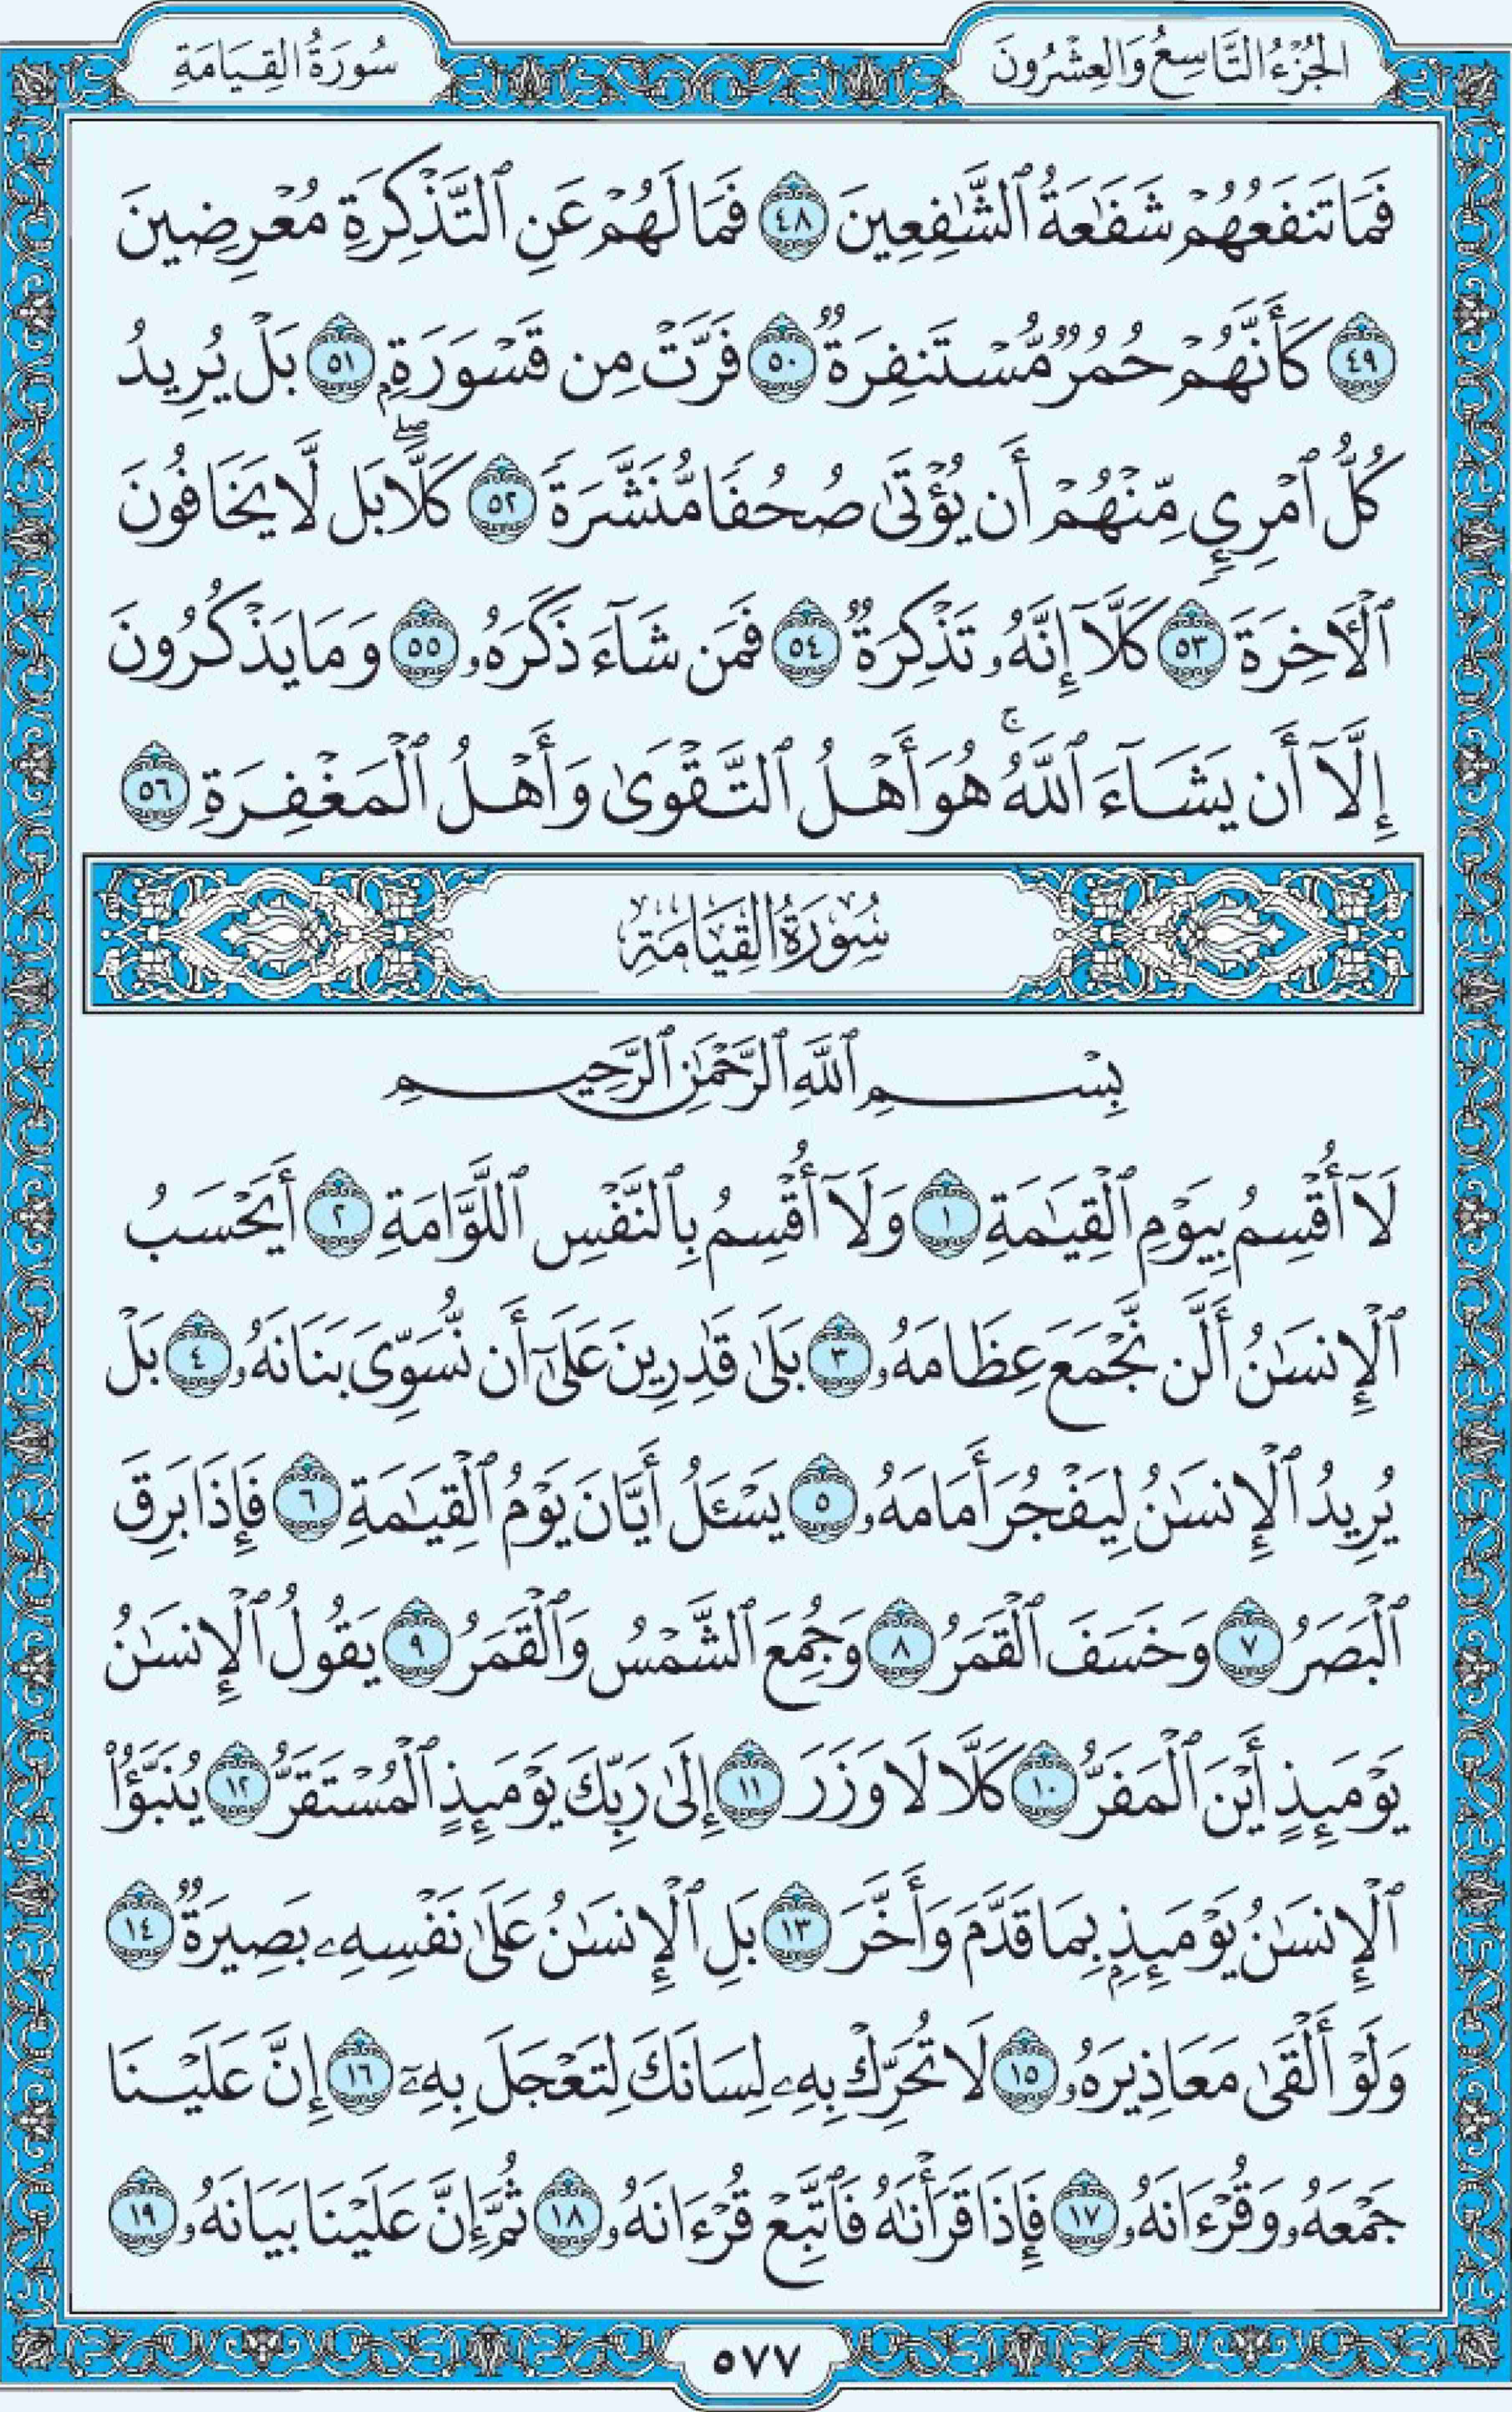 الجُزْءُ التَّاسِعُ وَالعِشْرُونَ
سُورَةُ القِيَامَةِ
فَمَا تَنفَعُهُمْ شَفَٰعَةُ ٱلشَّٰفِعِينَ ٤٨ فَمَا لَهُمْ عَنِ ٱلتَّذْكِرَةِ مُعْرِضِينَ
٤٩ كَأَنَّهُمْ حُمُرٌ مُّسْتَنفِرَةٌ ٥٠ فَرَّتْ مِن قَسْوَرَةِۭ ٥١ بَلْ يُرِيدُ
كُلُّ ٱمْرِيٕٖ مِّنْهُمْ أَن يُؤْتَىٰ صُحُفًا مُّنَشَّرَةً ٥٢ كَلَّاۖ بَل لَّا يَخَافُونَ
ٱلْءَاخِرَةَ ٥٣ كَلَّآ إِنَّهُۥ تَذْكِرَةٌ ٥٤ فَمَن شَآءَ ذَكَرَهُۥ ٥٥ وَمَا يَذْكُرُونَ
إِلَّآ أَن يَشَآءَ ٱللَّهُۚ هُوَ أَهْلُ ٱلتَّقْوَىٰ وَأَهْلُ ٱلْمَغْفِرَةِ ٥٦
سُورَةُ القِيَامَةِ
بِسْمِ ٱللَّهِ ٱلرَّحْمَٰنِ ٱلرَّحِيمِ
لَآ أُقْسِمُ بِيَوْمِ ٱلْقِيَٰمَةِ ١ وَلَآ أُقْسِمُ بِٱلنَّفْسِ ٱللَّوَّامَةِ ٢ أَيَحْسَبُ
ٱلْإِنسَٰنُ أَلَّن نَّجْمَعَ عِظَامَهُۥ ٣ بَلَىٰ قَٰدِرِينَ عَلَىٰٓ أَن نُّسَوِّىَ بَنَانَهُۥ ٤ بَلْ
يُرِيدُ ٱلْإِنسَٰنُ لِيَفْجُرَ أَمَامَهُۥ ٥ يَسْـَٔلُ أَيَّانَ يَوْمُ ٱلْقِيَٰمَةِ ٦ فَإِذَا بَرِقَ
ٱلْبَصَرُ ٧ وَخَسَفَ ٱلْقَمَرُ ٨ وَجُمِعَ ٱلشَّمْسُ وَٱلْقَمَرُ ٩ يَقُولُ ٱلْإِنسَٰنُ
يَوْمَئِذٍ أَيْنَ ٱلْمَفَرُّ ١٠ كَلَّا لَا وَزَرَ ١١ إِلَىٰ رَبِّكَ يَوْمَئِذٍ ٱلْمُسْتَقَرُّ ١٢ يُنَبَّؤُا۟
ٱلْإِنسَٰنُ يَوْمَئِذِۭ بِمَا قَدَّمَ وَأَخَّرَ ١٣ بَلِ ٱلْإِنسَٰنُ عَلَىٰ نَفْسِهِۦ بَصِيرَةٌ ١٤
وَلَوْ أَلْقَىٰ مَعَاذِيرَهُۥ ١٥ لَا تُحَرِّكْ بِهِۦ لِسَانَكَ لِتَعْجَلَ بِهِۦٓ ١٦ إِنَّ عَلَيْنَا
جَمْعَهُۥ وَقُرْءَانَهُۥ ١٧ فَإِذَا قَرَأْنَٰهُ فَٱتَّبِعْ قُرْءَانَهُۥ ١٨ ثُمَّ إِنَّ عَلَيْنَا بَيَانَهُۥ ١٩
٥٧٧